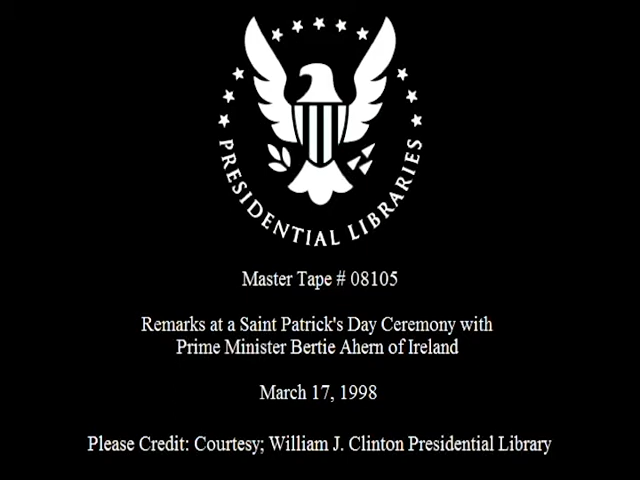 PRESIDENTIAL LIBRARIES
Master Tape # 08105
Remarks at a Saint Patrick's Day Ceremony with
Prime Minister Bertie Ahern of Ireland
March 17, 1998
Please Credit: Courtesy; William J. Clinton Presidential Library